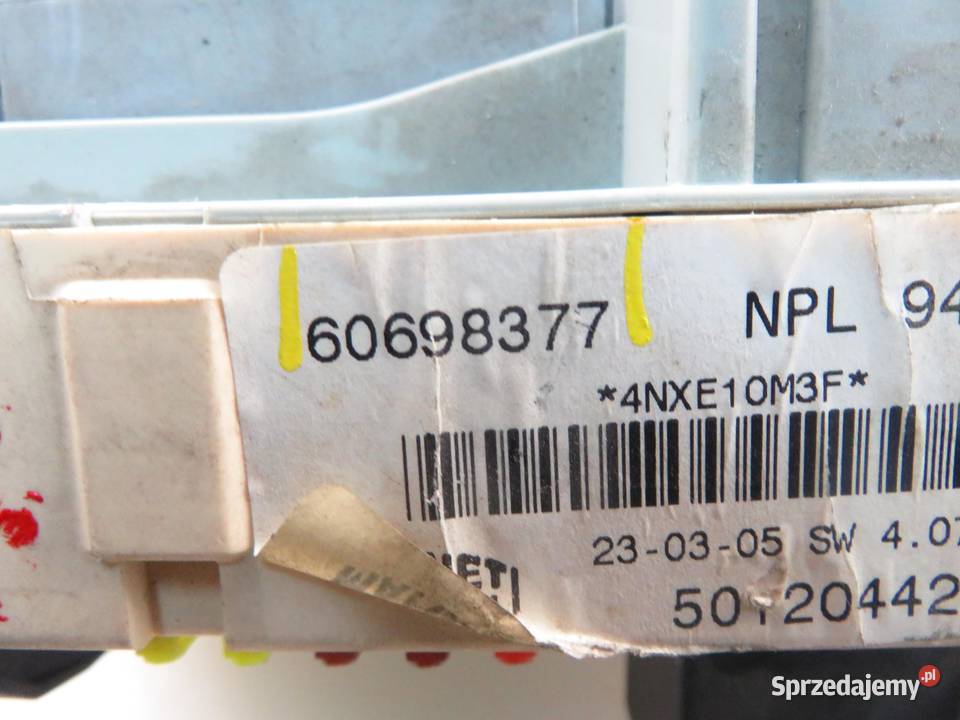 60698377 NPL 94
*4NXE10M3F*
23-03-05 SW 4.07
50120442
Sprzedajemy.pl